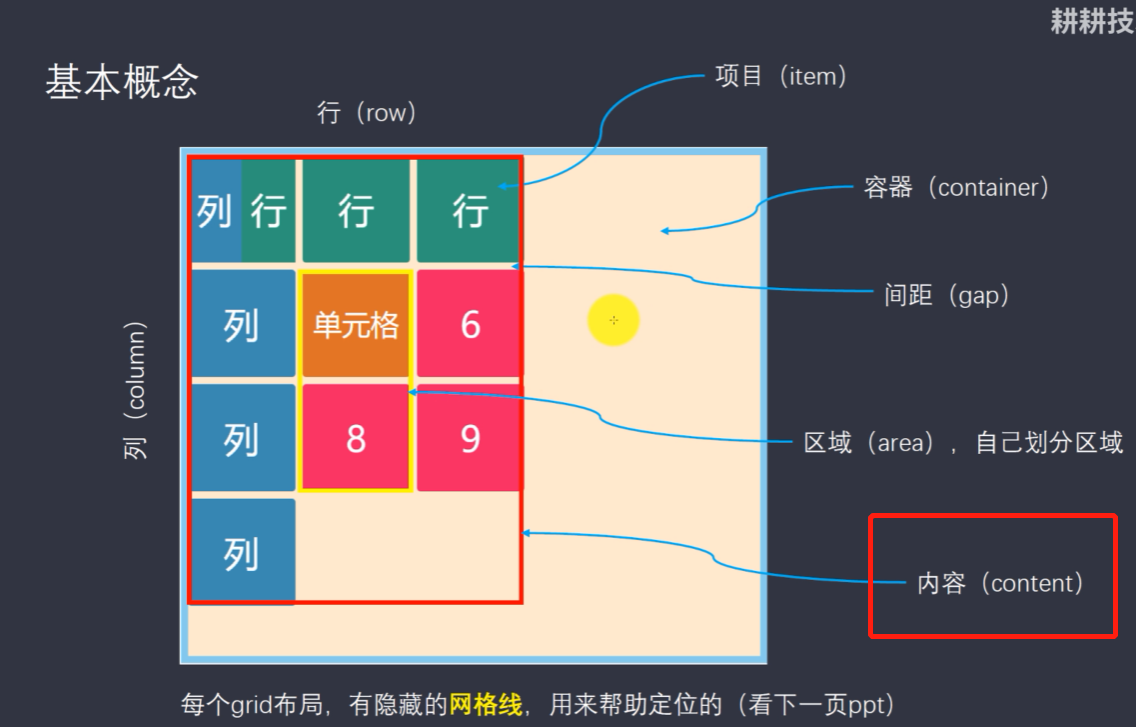 耕耕技
基本概念
项目（item）
行（row）
容器（container）
列 行 行 行
间距（gap）
列 单元格 6
列（column）
列 8 9
区域（area），自己划分区域
列
内容（content）
每个grid布局，有隐藏的网格线，用来帮助定位的（看下一页ppt）